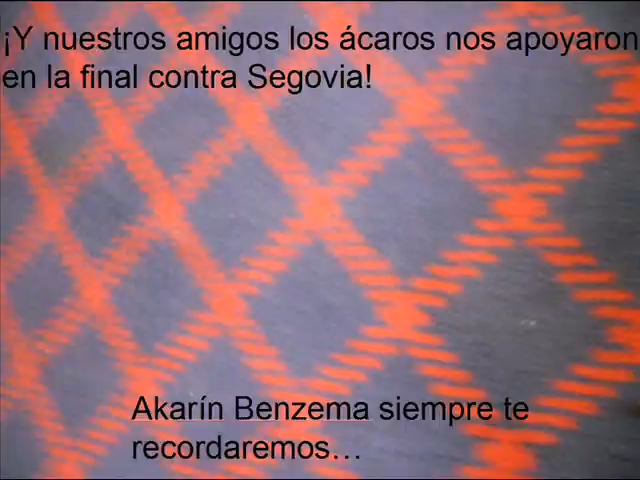 ¡Y nuestros amigos los ácaros nos apoyaron
en la final contra Segovia!
Akarín Benzema siempre te
recordaremos…